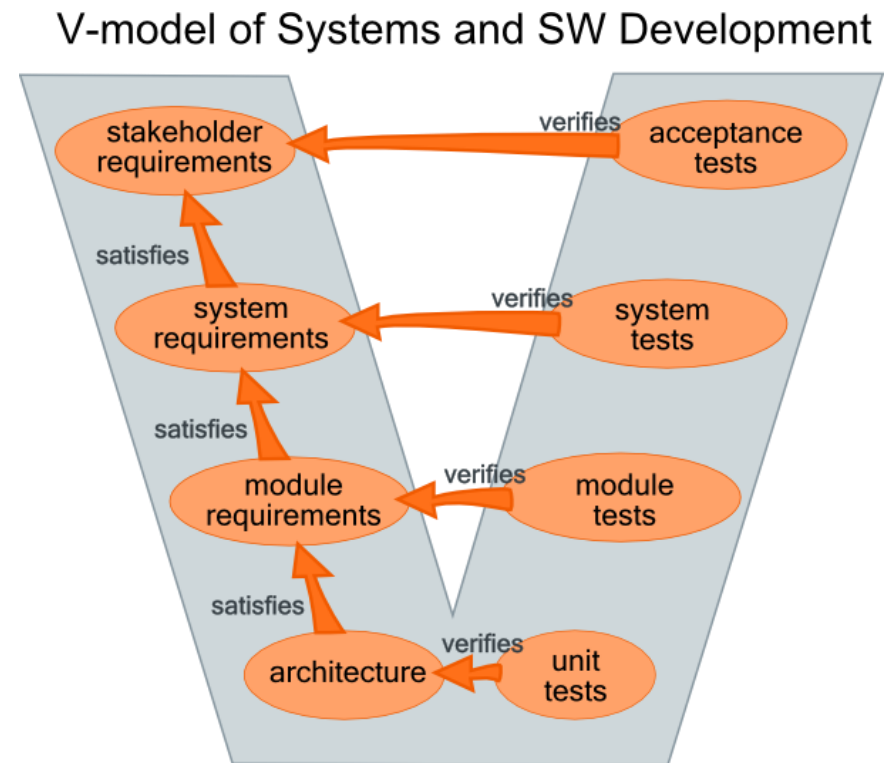 V-model of Systems and SW Development
stakeholder
requirements
verifies
acceptance
tests
satisfies
system
requirements
verifies
system
tests
satisfies
module
requirements
verifies
module
tests
satisfies
architecture
verifies
unit
tests